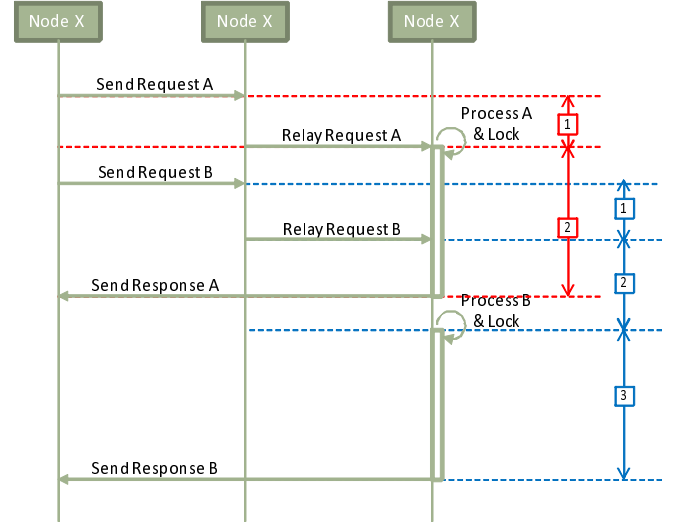 Node X
Node X
Node X
Send Request A
Process A
& Lock
1
Relay Request A
Send Request B
1
2
Relay Request B
2
Send Response A
Process B
& Lock
3
Send Response B